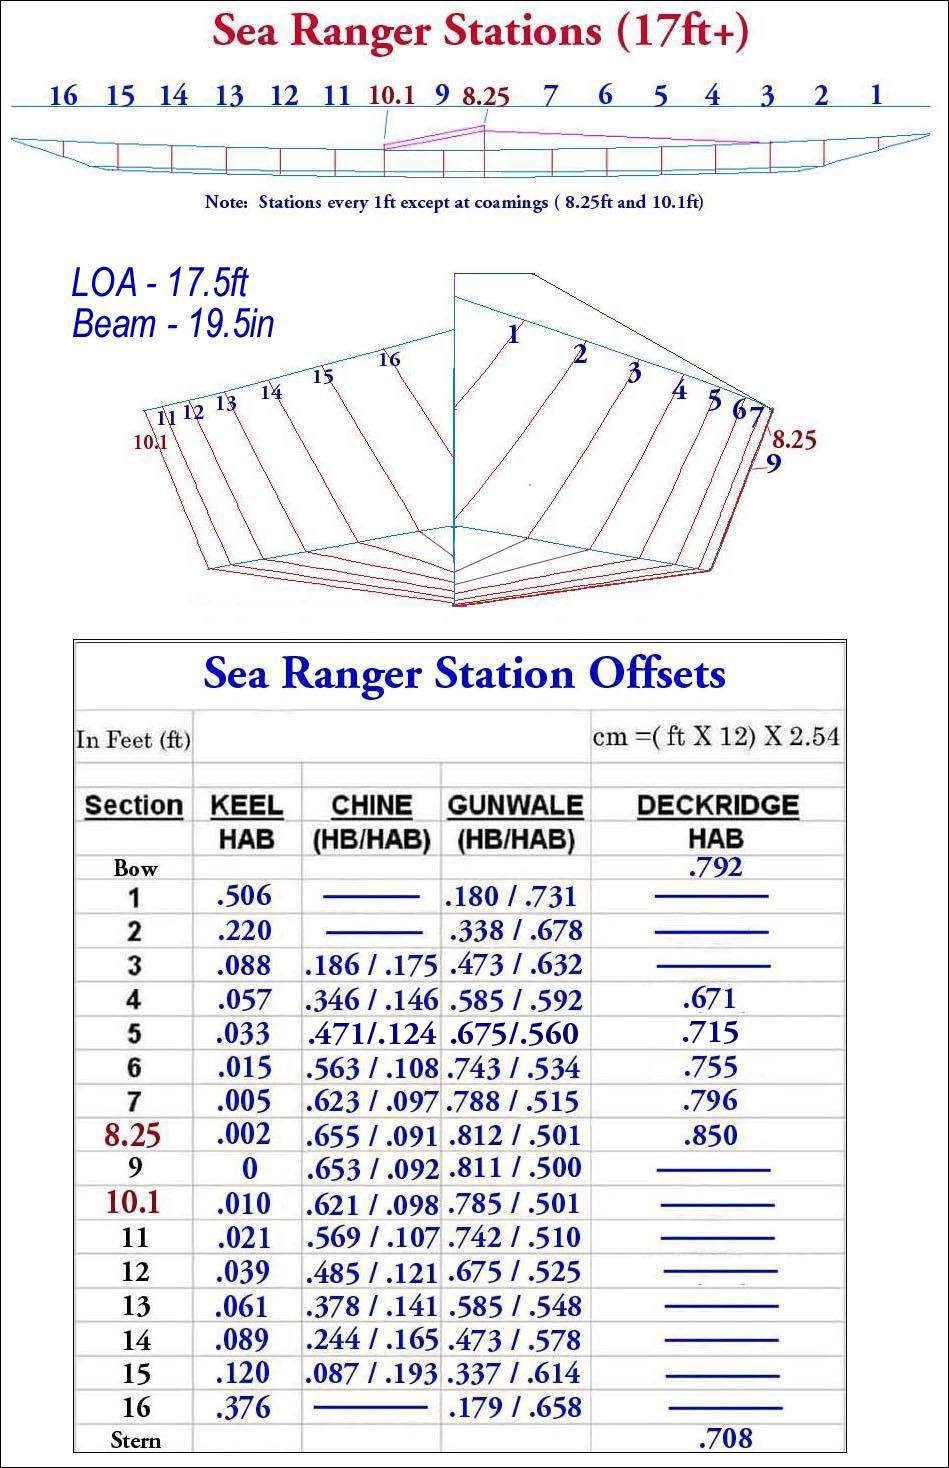 Sea Ranger Stations (17ft+)
16 15 14 13 12 11 10.1 9 8.25 7 6 5 4 3 2 1
Note: Stations every 1ft except at coamings ( 8.25ft and 10.1ft)
LOA - 17.5ft
Beam - 19.5in
1
2
3
4
5
6
7
8.25
9
16
15
14
13
12
11
10.1
Sea Ranger Station Offsets
In Feet (ft) cm =( ft X 12) X 2.54
Section KEEL CHINE GUNWALE DECKRIDGE
HAB (HB/HAB) (HB/HAB) HAB
Bow .792
1 .506 —— .180 / .731 ——
2 .220 —— .338 / .678 ——
3 .088 .186 / .175 .473 / .632 ——
4 .057 .346 / .146 .585 / .592 .671
5 .033 .471/.124 .675/.560 .715
6 .015 .563 / .108 .743 / .534 .755
7 .005 .623 / .097 .788 / .515 .796
8.25 .002 .655 / .091 .812 / .501 .850
9 0 .653 / .092 .811 / .500 ——
10.1 .010 .621 / .098 .785 / .501 ——
11 .021 .569 / .107 .742 / .510 ——
12 .039 .485 / .121 .675 / .525 ——
13 .061 .378 / .141 .585 / .548 ——
14 .089 .244 / .165 .473 / .578 ——
15 .120 .087 / .193 .337 / .614 ——
16 .376 —— .179 / .658 ——
Stern .708